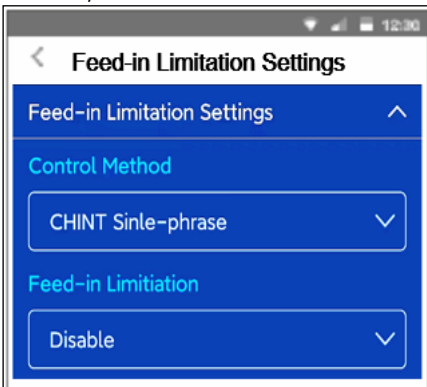 12:30
Feed-in Limitation Settings
Feed-in Limitation Settings
Control Method
CHINT Sinle-phrase
Feed-in Limitiation
Disable